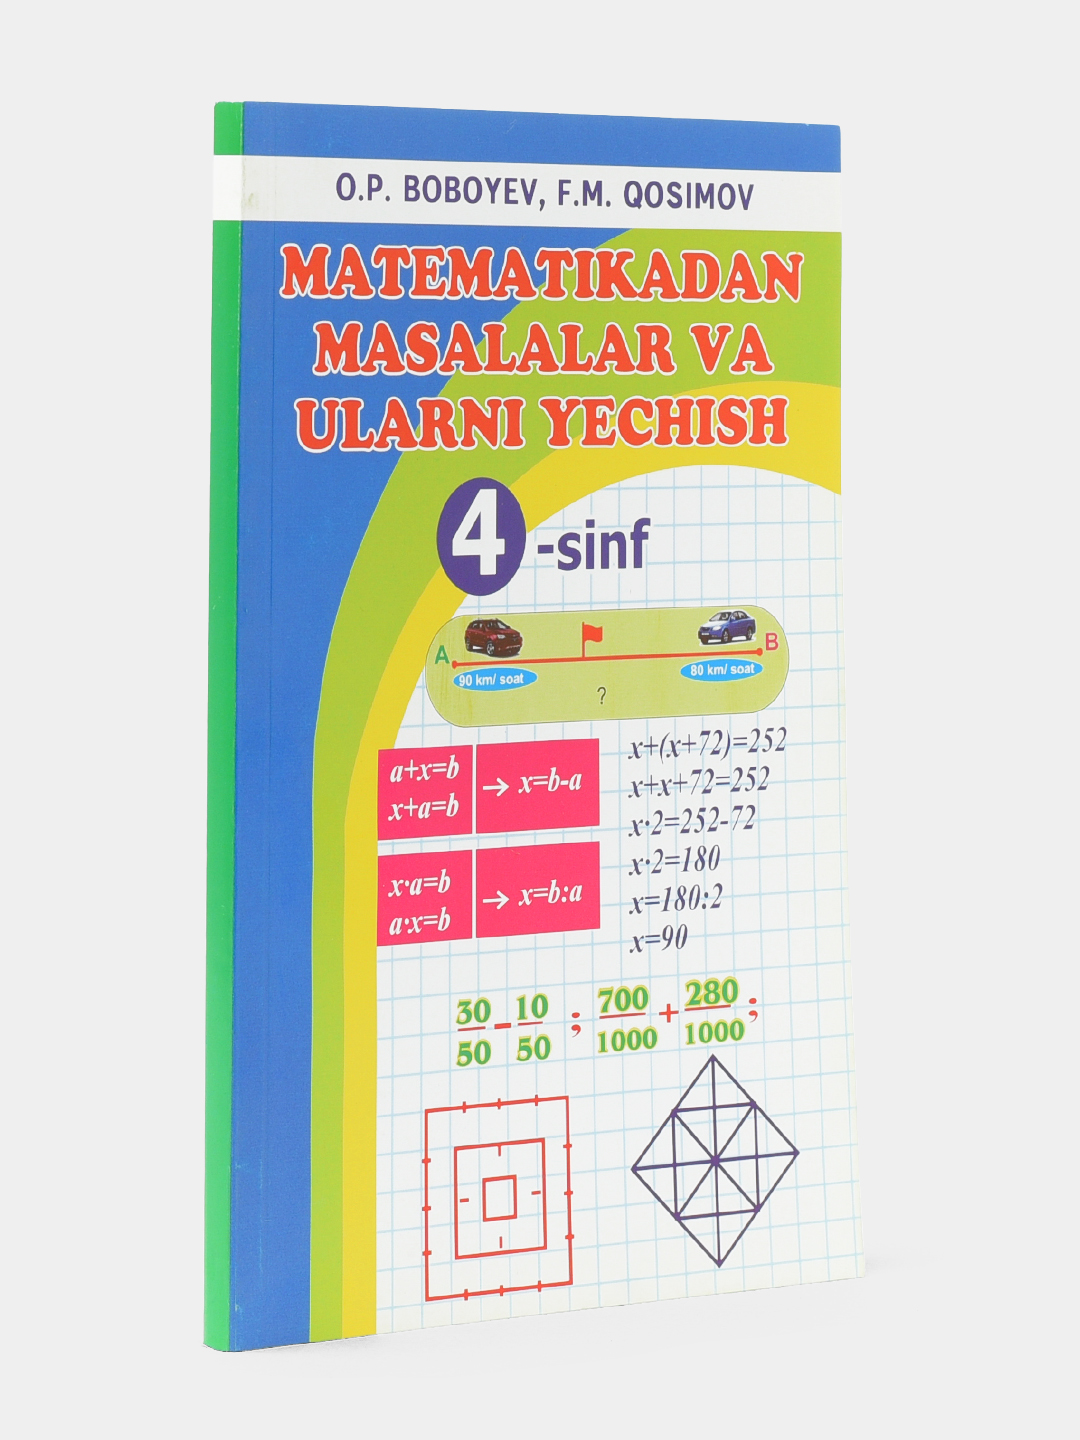 O.P. BOBOYEV, F.M. QOSIMOV
MATEMATIKADAN
MASALALAR VA
ULARNI YECHISH
4 -sinf
A B
90 km/ soat 80 km/ soat
?
a+x=b
x+a=b
→ x=b-a
x·a=b
a·x=b
→ x=b:a
x+(x+72)=252
x+x+72=252
x·2=252-72
x·2=180
x=180:2
x=90
30/50 - 10/50 ; 700/1000 + 280/1000 ;